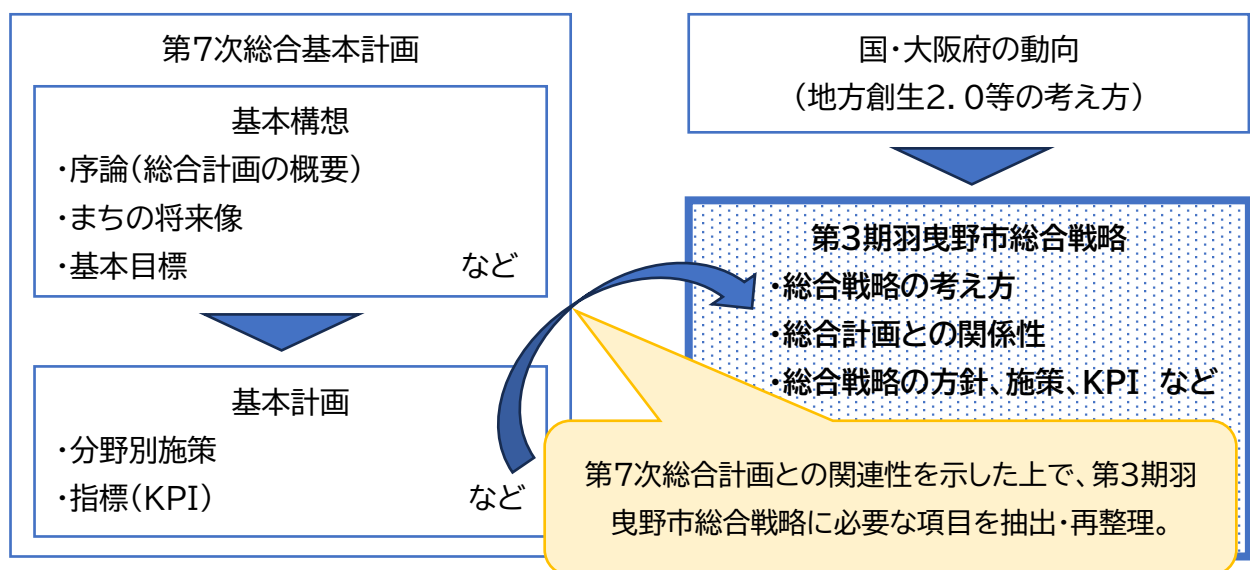 第7次総合基本計画
基本構想
・序論（総合計画の概要）
・まちの将来像
・基本目標　など
基本計画
・分野別施策
・指標（KPI）　など
国・大阪府の動向
（地方創生2．0等の考え方）
第3期羽曳野市総合戦略
・総合戦略の考え方
・総合計画との関係性
・総合戦略の方針、施策、KPI　など
第7次総合計画との関連性を示した上で、第3期羽
曳野市総合戦略に必要な項目を抽出・再整理。